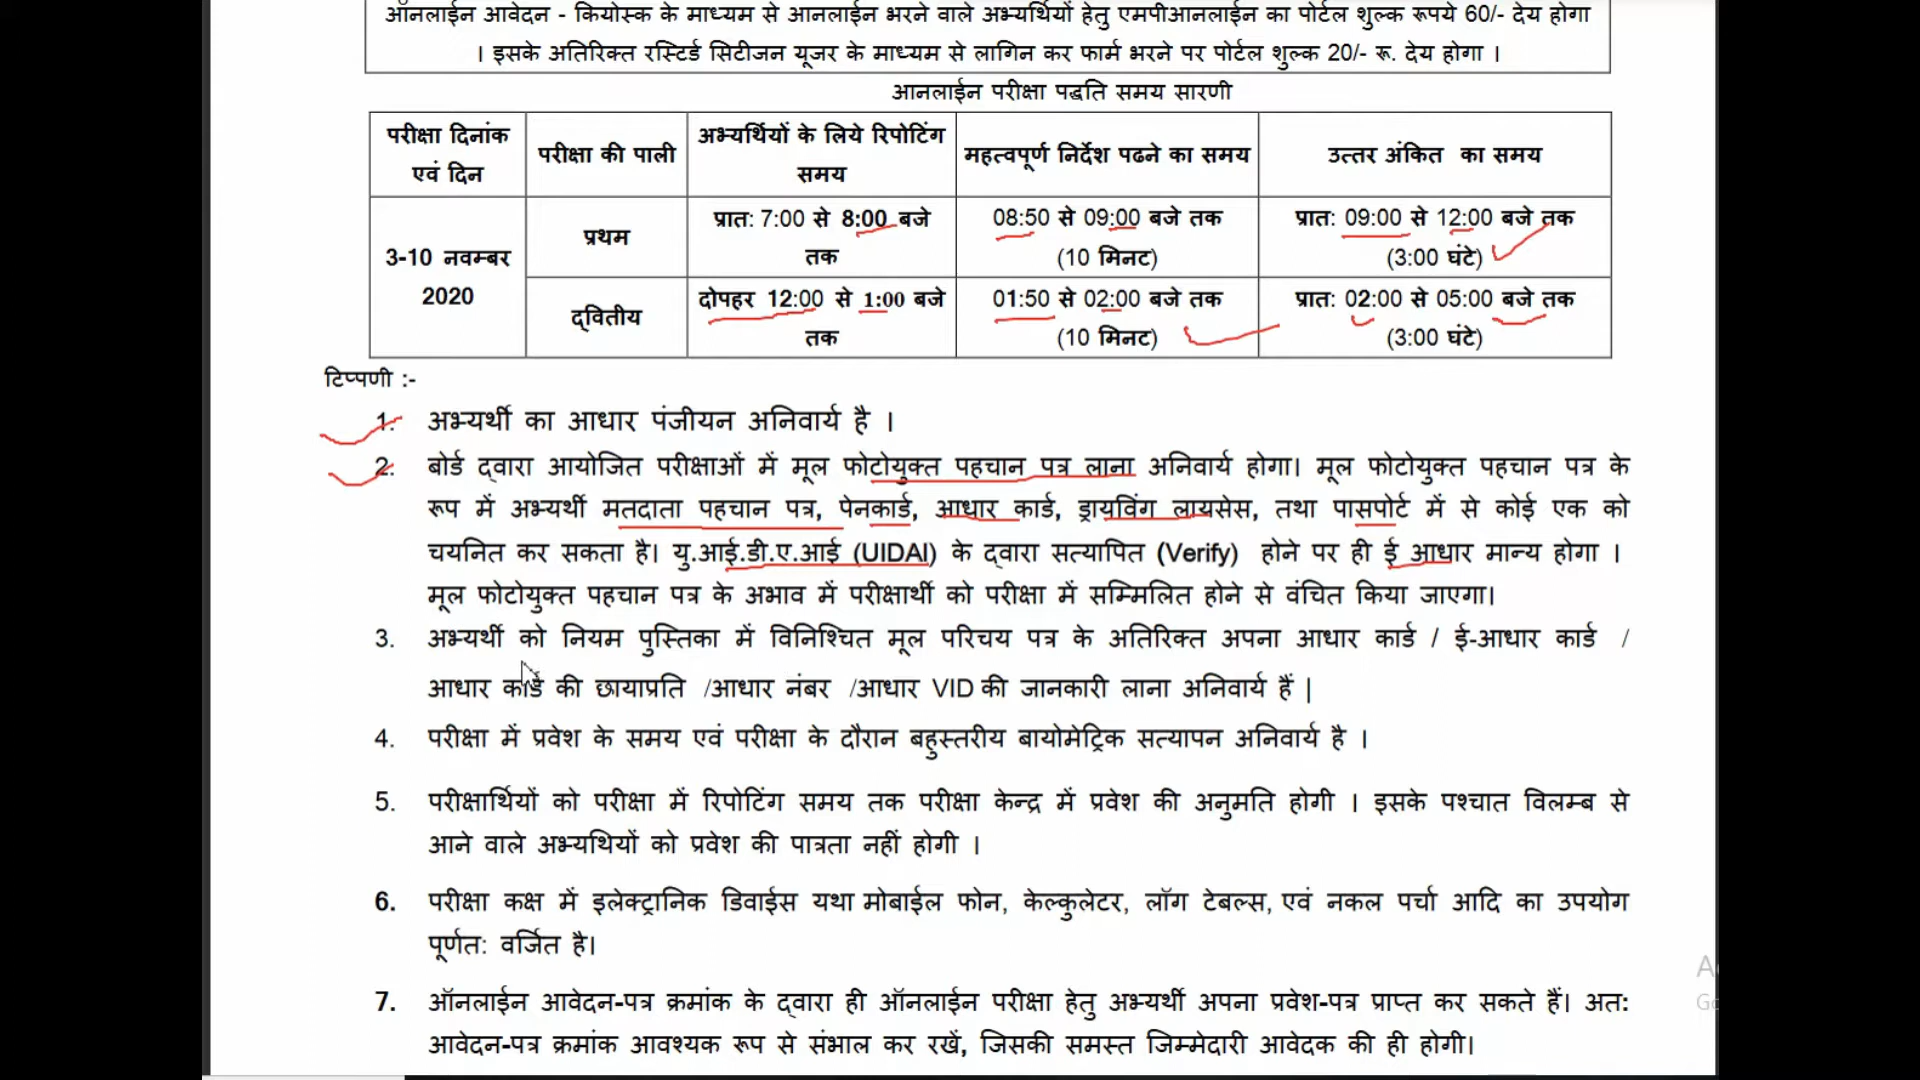 ऑनलाईन आवेदन - कियोस्क के माध्यम से आनलाईन भरने वाले अभ्यर्थियों हेतु एमपीआनलाईन का पोर्टल शुल्क रूपये 60/- देय होगा
। इसके अतिरिक्त रस्टिर्ड सिटीजन यूजर के माध्यम से लागिन कर फार्म भरने पर पोर्टल शुल्क 20/- रू. देय होगा ।
आनलाईन परीक्षा पद्धति समय सारणी
परीक्षा दिनांक एवं दिन
परीक्षा की पाली
अभ्यर्थियों के लिये रिपोटिंग समय
महत्वपूर्ण निर्देश पढने का समय
उत्तर अंकित का समय
3-10 नवम्बर 2020
प्रथम
प्रात: 7:00 से 8:00 बजे तक
08:50 से 09:00 बजे तक
(10 मिनट)
प्रात: 09:00 से 12:00 बजे तक
(3:00 घंटे)
द्वितीय
दोपहर 12:00 से 1:00 बजे तक
01:50 से 02:00 बजे तक
(10 मिनट)
प्रात: 02:00 से 05:00 बजे तक
(3:00 घंटे)
टिप्पणी :-
1. अभ्यर्थी का आधार पंजीयन अनिवार्य है ।
2. बोर्ड द्वारा आयोजित परीक्षाओं में मूल फोटोयुक्त पहचान पत्र लाना अनिवार्य होगा। मूल फोटोयुक्त पहचान पत्र के
रूप में अभ्यर्थी मतदाता पहचान पत्र, पेनकार्ड, आधार कार्ड, ड्रायविंग लायसेस, तथा पासपोर्ट में से कोई एक को
चयनित कर सकता है। यु.आई.डी.ए.आई (UIDAI) के द्वारा सत्यापित (Verify) होने पर ही ई आधार मान्य होगा ।
मूल फोटोयुक्त पहचान पत्र के अभाव में परीक्षार्थी को परीक्षा में सम्मिलित होने से वंचित किया जाएगा।
3. अभ्यर्थी को नियम पुस्तिका में विनिश्चित मूल परिचय पत्र के अतिरिक्त अपना आधार कार्ड / ई-आधार कार्ड /
आधार कार्ड की छायाप्रति /आधार नंबर /आधार VID की जानकारी लाना अनिवार्य हैं |
4. परीक्षा में प्रवेश के समय एवं परीक्षा के दौरान बहुस्तरीय बायोमेट्रिक सत्यापन अनिवार्य है ।
5. परीक्षार्थियों को परीक्षा में रिपोटिंग समय तक परीक्षा केन्द्र में प्रवेश की अनुमति होगी । इसके पश्चात विलम्ब से
आने वाले अभ्यथियों को प्रवेश की पात्रता नहीं होगी ।
6. परीक्षा कक्ष में इलेक्ट्रानिक डिवाईस यथा मोबाईल फोन, केल्कुलेटर, लॉग टेबल्स, एवं नकल पर्चा आदि का उपयोग
पूर्णत: वर्जित है।
7. ऑनलाईन आवेदन-पत्र क्रमांक के द्वारा ही ऑनलाईन परीक्षा हेतु अभ्यर्थी अपना प्रवेश-पत्र प्राप्त कर सकते हैं। अत:
आवेदन-पत्र क्रमांक आवश्यक रूप से संभाल कर रखें, जिसकी समस्त जिम्मेदारी आवेदक की ही होगी।